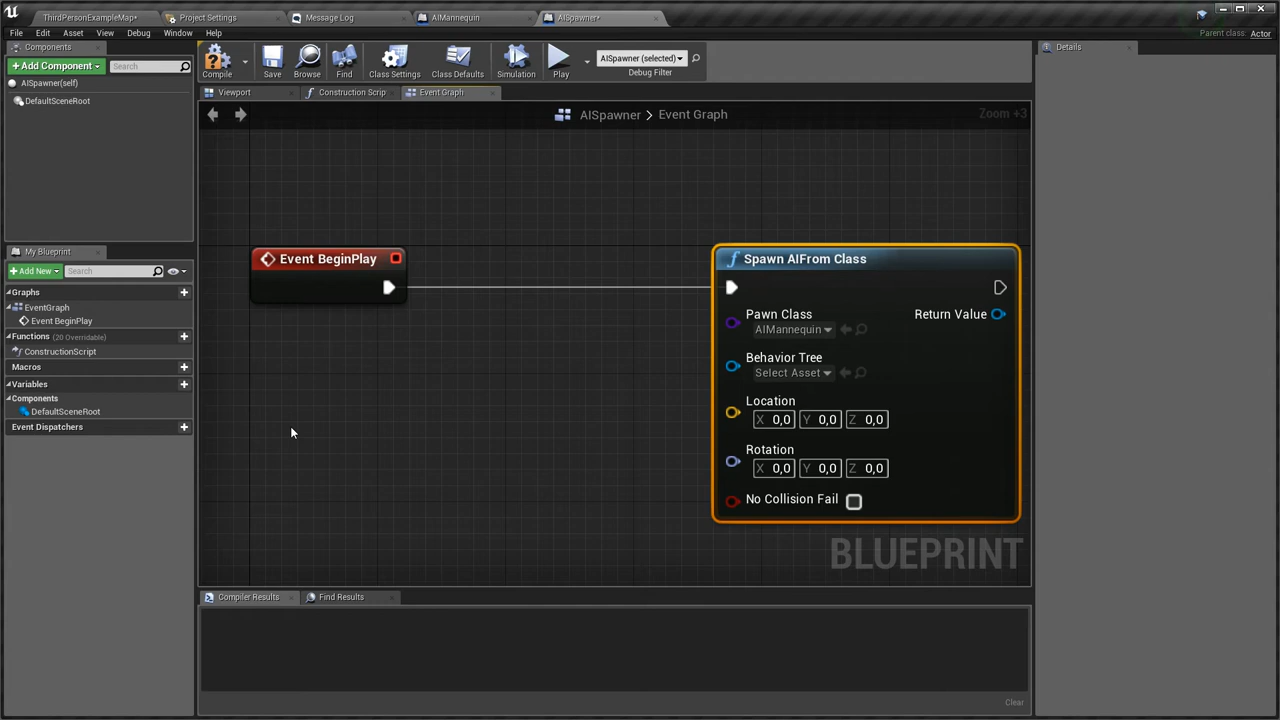 ThirdPersonExampleMap•
Project Settings
Message Log
AIMannequin
AISpawner•
File Edit Asset View Debug Window Help
Parent class: Actor
Components
+ Add Component
Search
AISpawner(self)
DefaultSceneRoot
Compile
Save
Browse
Find
Class Settings
Class Defaults
Simulation
Play
AISpawner (selected)
Debug Filter
Details
Viewport
Construction Scrip
Event Graph
AISpawner > Event Graph
Zoom +3
My Blueprint
+ Add New
Search
Graphs
EventGraph
Event BeginPlay
Functions (20 Overridable)
ConstructionScript
Macros
Variables
Components
DefaultSceneRoot
Event Dispatchers
Event BeginPlay
f Spawn AIFrom Class
Pawn Class
AIMannequin
Return Value
Behavior Tree
Select Asset
Location
X 0,0 Y 0,0 Z 0,0
Rotation
X 0,0 Y 0,0 Z 0,0
No Collision Fail
BLUEPRINT
Compiler Results
Find Results
Clear